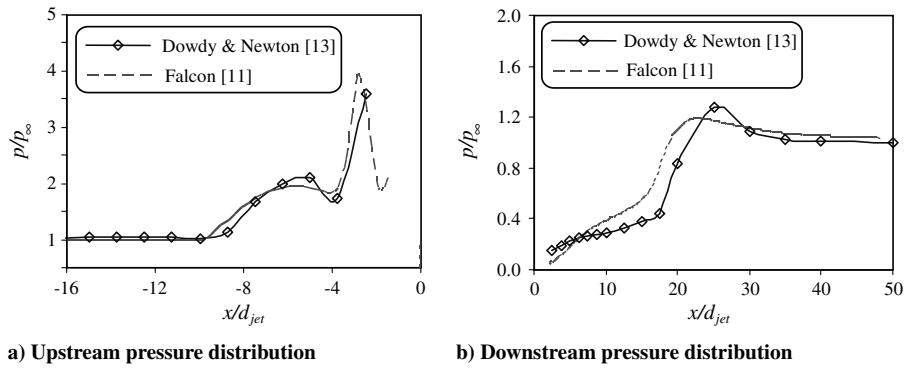 5
4
3
2
1
-16
-12
-8
-4
0
p/p∞
x/d_jet
Dowdy & Newton [13]
Falcon [11]
a) Upstream pressure distribution
2.0
1.6
1.2
0.8
0.4
0.0
0
10
20
30
40
50
p/p∞
x/d_jet
Dowdy & Newton [13]
Falcon [11]
b) Downstream pressure distribution